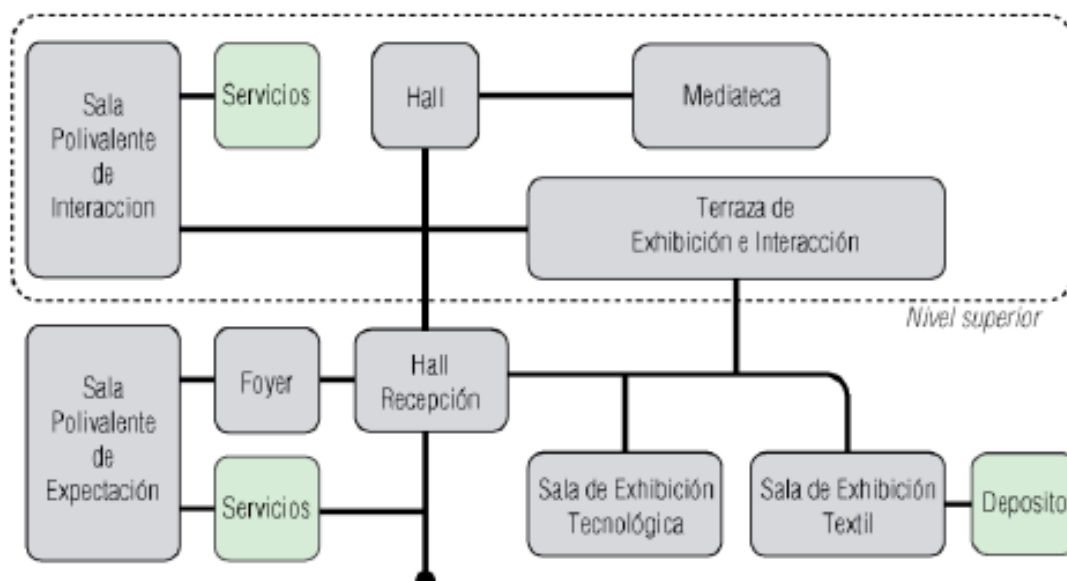 Sala
Polivalente
de
Interaccion
Servicios
Hall
Mediateca
Terraza de
Exhibición e Interacción
Nivel superior
Sala
Polivalente
de
Expectación
Foyer
Servicios
Hall
Recepción
Sala de Exhibición
Tecnológica
Sala de Exhibición
Textil
Deposito